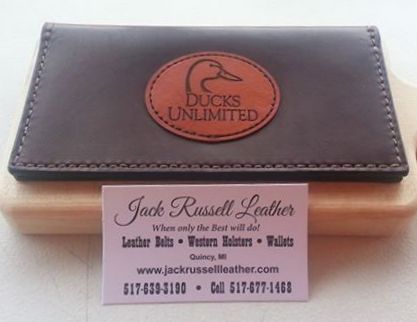 DUCKS
UNLIMITED
Jack Russell Leather
When only the Best will do!
Leather Belts • Western Holsters • Wallets
Quincy, MI
www.jackrussellleather.com
517-639-3190 • Cell 517-677-1468